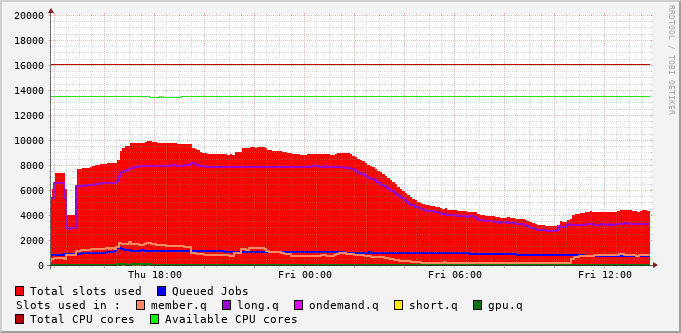 20000
18000
16000
14000
12000
10000
8000
6000
4000
2000
0
Thu 18:00 Fri 00:00 Fri 06:00 Fri 12:00
RRDTOOL / TOBI OETIKER
Total slots used Queued Jobs
Slots used in : member.q long.q ondemand.q short.q gpu.q
Total CPU cores Available CPU cores